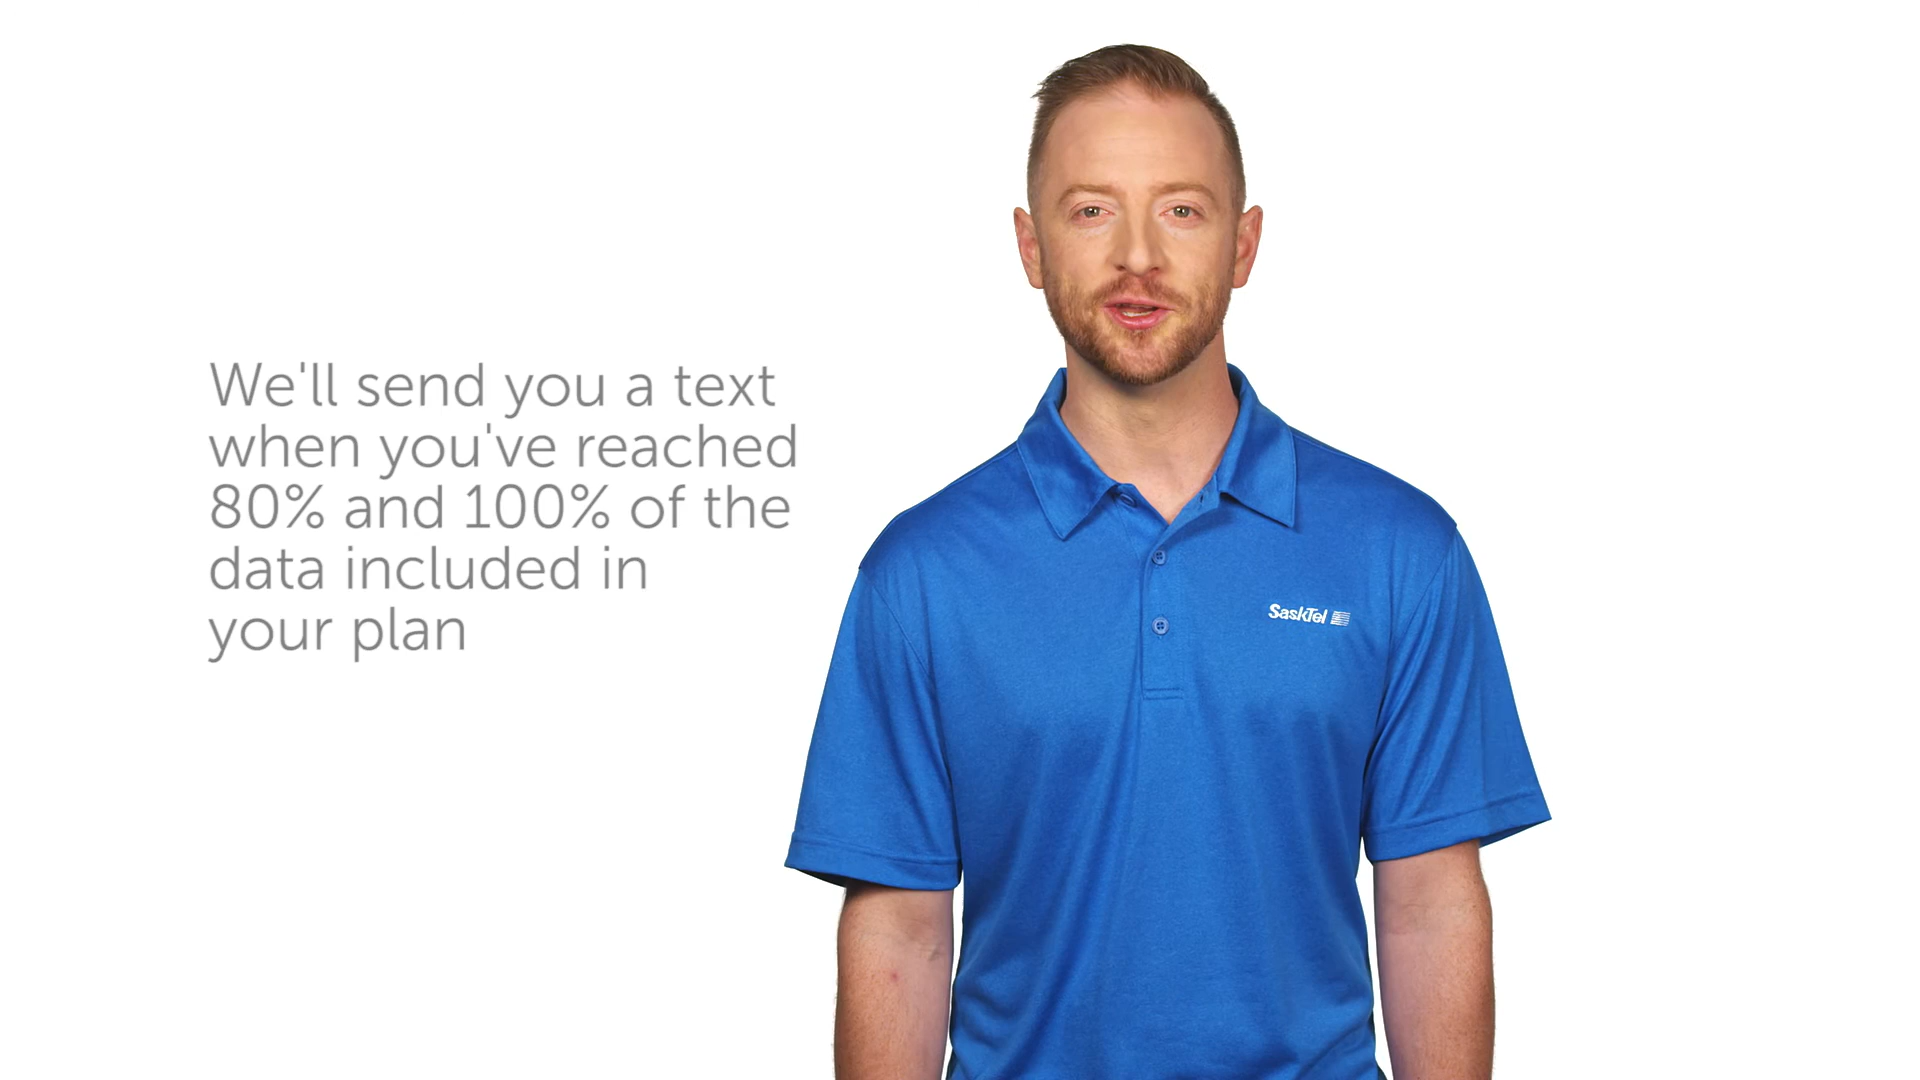 We'll send you a text
when you've reached
80% and 100% of the
data included in
your plan
SaskTel